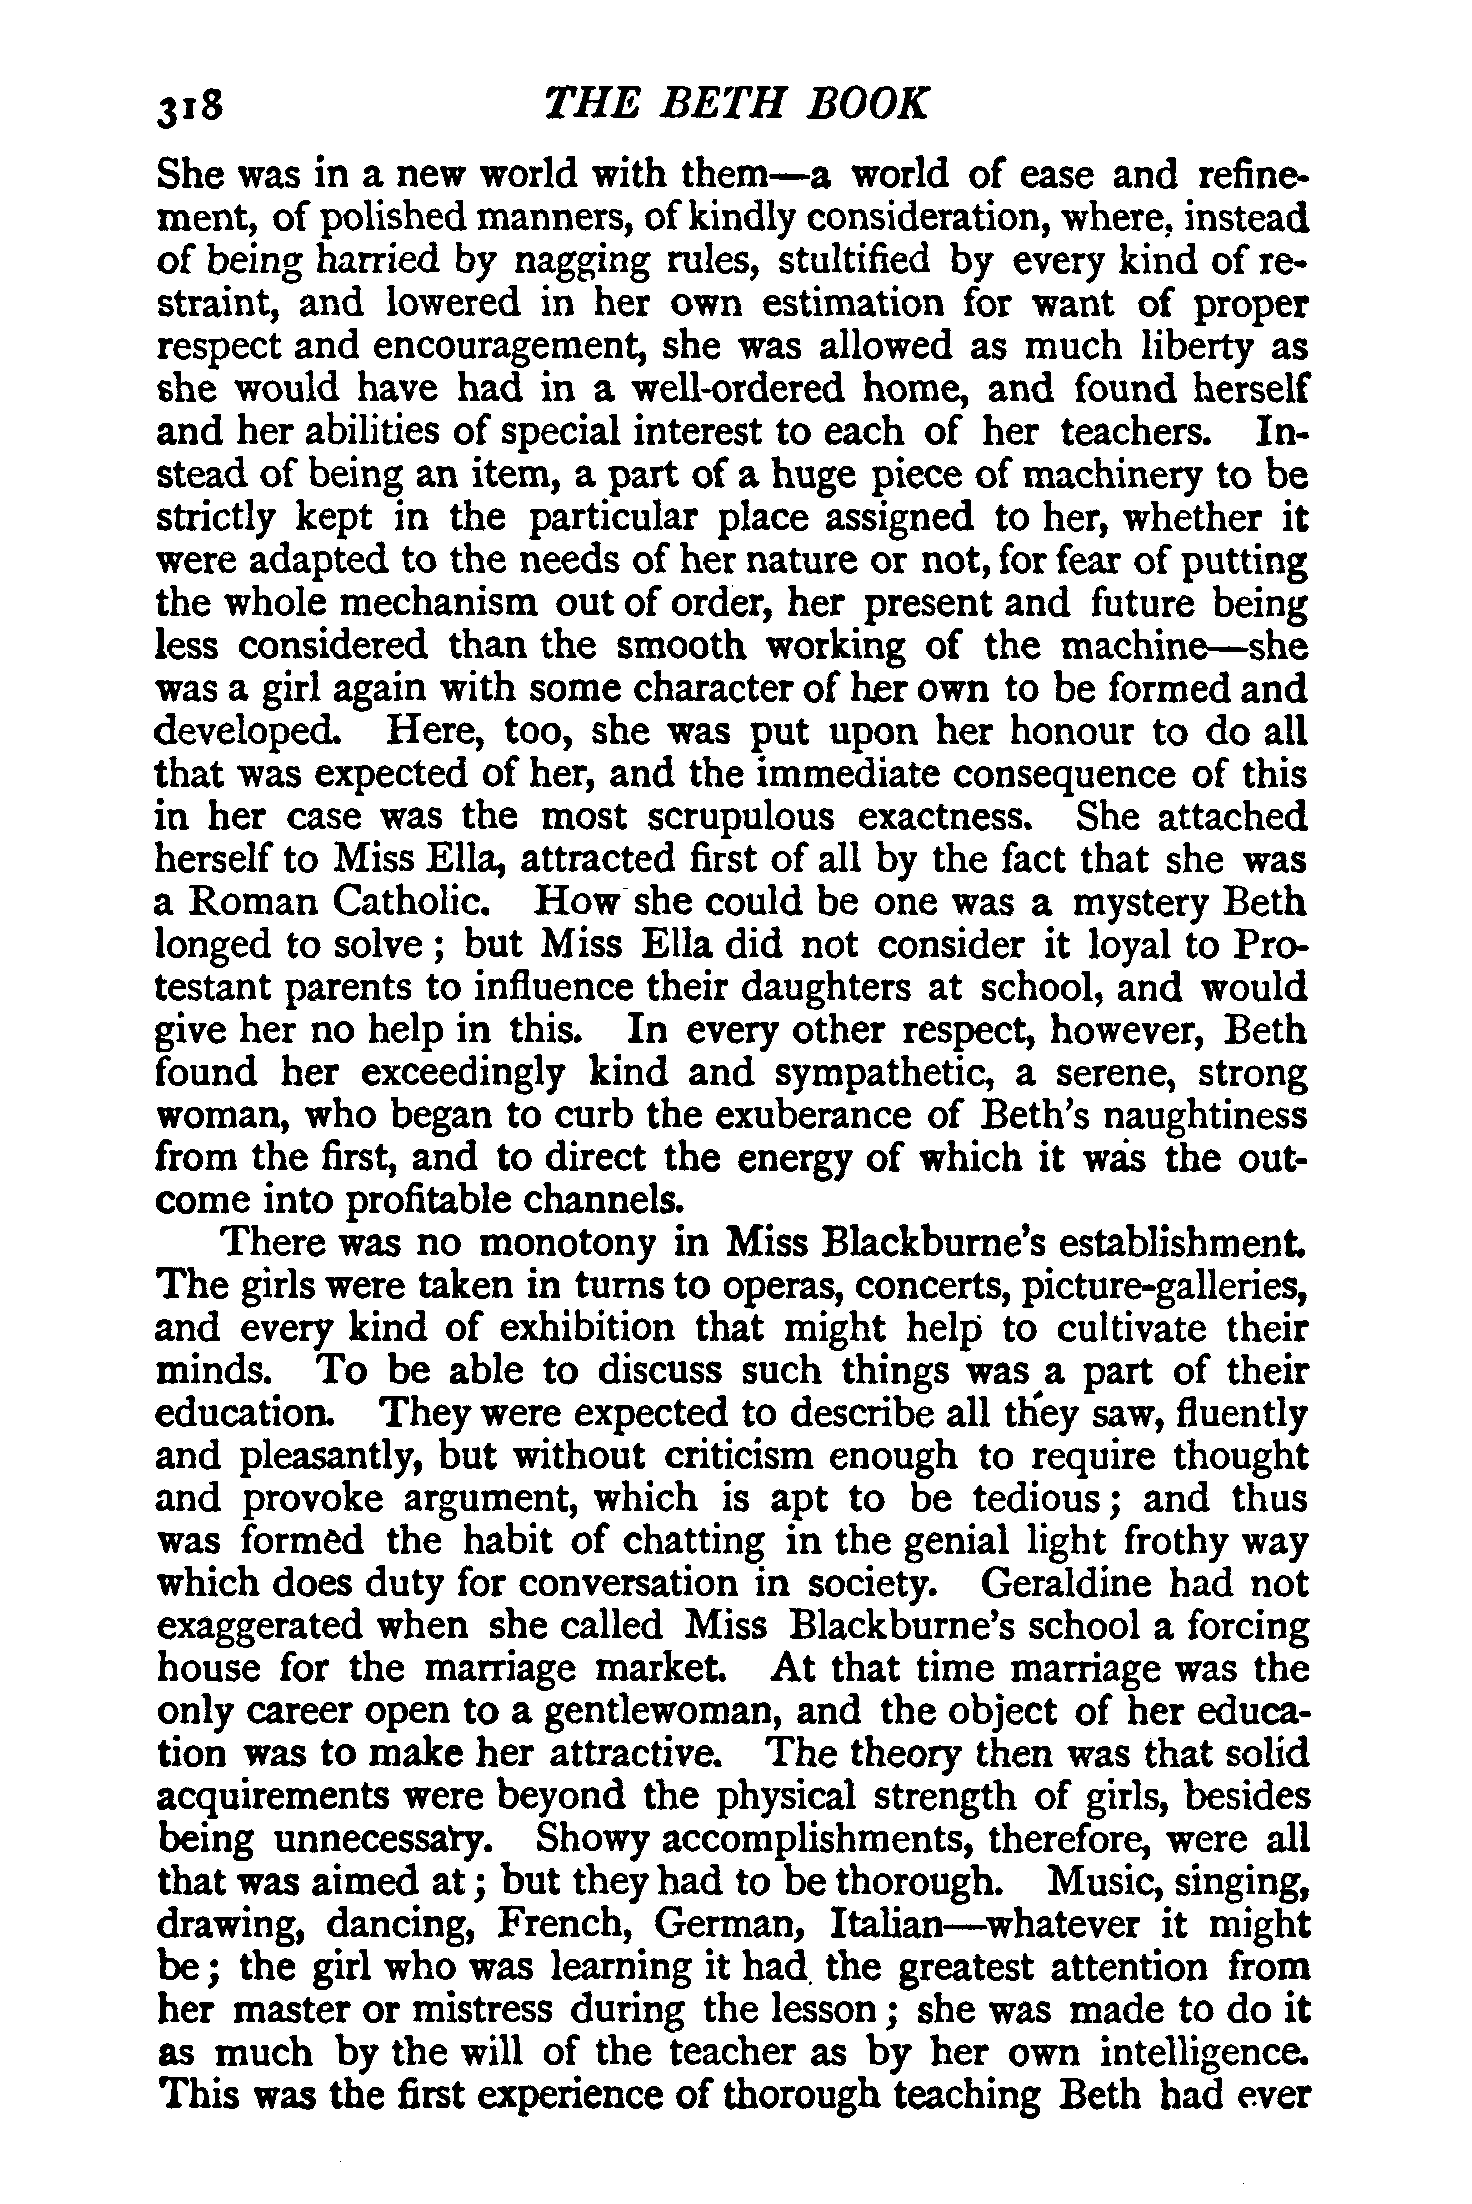 318 THE BETH BOOK
She was in a new world with them—a world of ease and refine-
ment, of polished manners, of kindly consideration, where, instead
of being harried by nagging rules, stultified by every kind of re-
straint, and lowered in her own estimation for want of proper
respect and encouragement, she was allowed as much liberty as
she would have had in a well-ordered home, and found herself
and her abilities of special interest to each of her teachers. In-
stead of being an item, a part of a huge piece of machinery to be
strictly kept in the particular place assigned to her, whether it
were adapted to the needs of her nature or not, for fear of putting
the whole mechanism out of order, her present and future being
less considered than the smooth working of the machine—she
was a girl again with some character of her own to be formed and
developed. Here, too, she was put upon her honour to do all
that was expected of her, and the immediate consequence of this
in her case was the most scrupulous exactness. She attached
herself to Miss Ella, attracted first of all by the fact that she was
a Roman Catholic. How she could be one was a mystery Beth
longed to solve; but Miss Ella did not consider it loyal to Pro-
testant parents to influence their daughters at school, and would
give her no help in this. In every other respect, however, Beth
found her exceedingly kind and sympathetic, a serene, strong
woman, who began to curb the exuberance of Beth's naughtiness
from the first, and to direct the energy of which it was the out-
come into profitable channels.
There was no monotony in Miss Blackburne's establishment.
The girls were taken in turns to operas, concerts, picture-galleries,
and every kind of exhibition that might help to cultivate their
minds. To be able to discuss such things was a part of their
education. They were expected to describe all they saw, fluently
and pleasantly, but without criticism enough to require thought
and provoke argument, which is apt to be tedious; and thus
was formed the habit of chatting in the genial light frothy way
which does duty for conversation in society. Geraldine had not
exaggerated when she called Miss Blackburne's school a forcing
house for the marriage market. At that time marriage was the
only career open to a gentlewoman, and the object of her educa-
tion was to make her attractive. The theory then was that solid
acquirements were beyond the physical strength of girls, besides
being unnecessary. Showy accomplishments, therefore, were all
that was aimed at; but they had to be thorough. Music, singing,
drawing, dancing, French, German, Italian—whatever it might
be; the girl who was learning it had the greatest attention from
her master or mistress during the lesson; she was made to do it
as much by the will of the teacher as by her own intelligence.
This was the first experience of thorough teaching Beth had ever